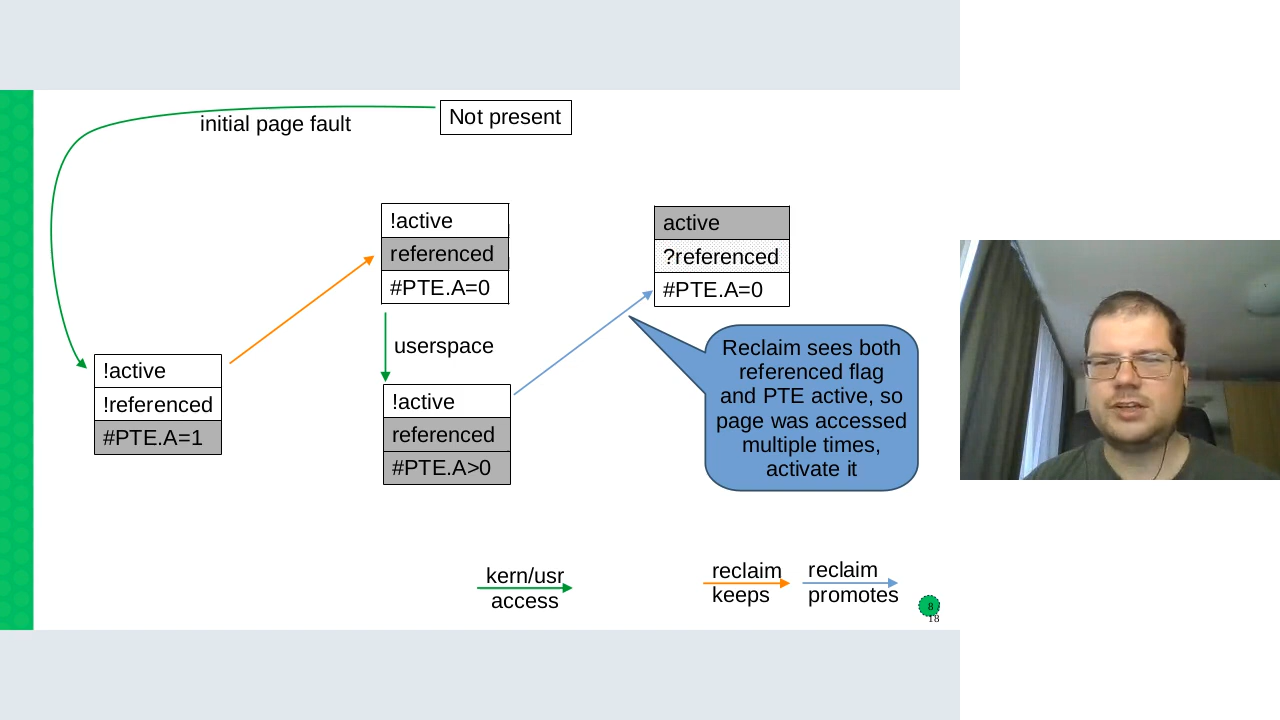 Not present
initial page fault
!active
referenced
#PTE.A=0
active
?referenced
#PTE.A=0
userspace
Reclaim sees both
referenced flag
and PTE active, so
page was accessed
multiple times,
activate it
!active
!referenced
#PTE.A=1
!active
referenced
#PTE.A>0
kern/usr
access
reclaim
keeps
reclaim
promotes
8
18